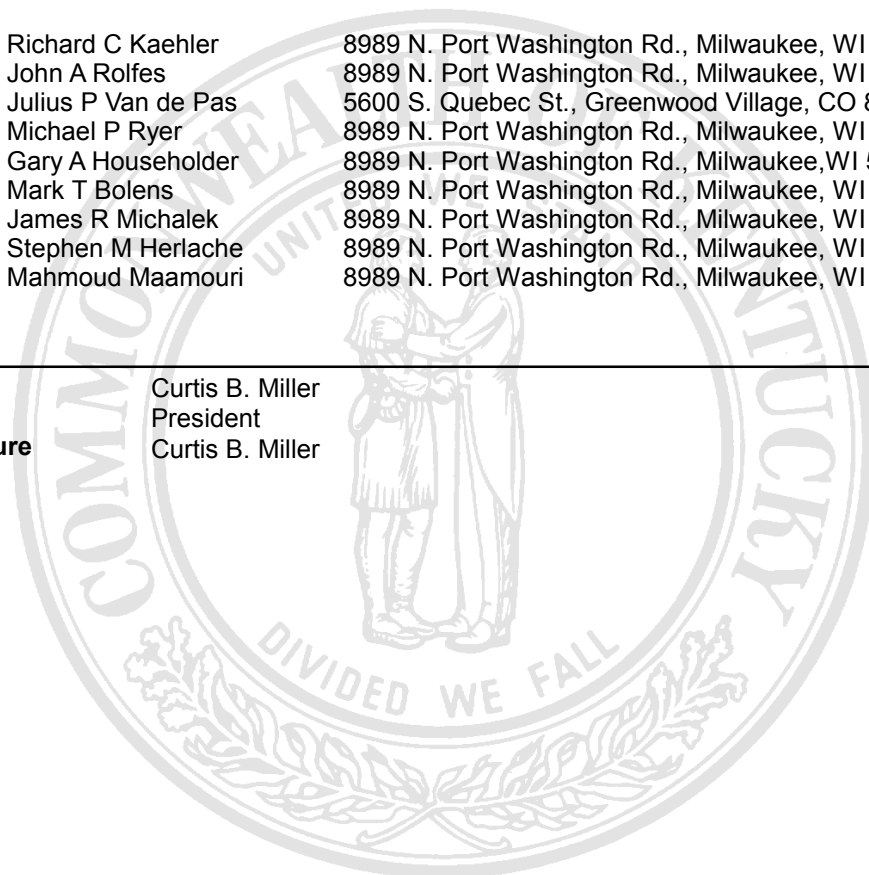 Richard C Kaehler 8989 N. Port Washington Rd., Milwaukee, WI
John A Rolfes 8989 N. Port Washington Rd., Milwaukee, WI
Julius P Van de Pas 5600 S. Quebec St., Greenwood Village, CO
Michael P Ryer 8989 N. Port Washington Rd., Milwaukee, WI
Gary A Householder 8989 N. Port Washington Rd., Milwaukee,WI
Mark T Bolens 8989 N. Port Washington Rd., Milwaukee, WI
James R Michalek 8989 N. Port Washington Rd., Milwaukee, WI
Stephen M Herlache 8989 N. Port Washington Rd., Milwaukee, WI
Mahmoud Maamouri 8989 N. Port Washington Rd., Milwaukee, WI
Curtis B. Miller
President
ure Curtis B. Miller
COMMONWEALTH OF KENTUCKY
UNITED WE
DIVIDED WE FALL